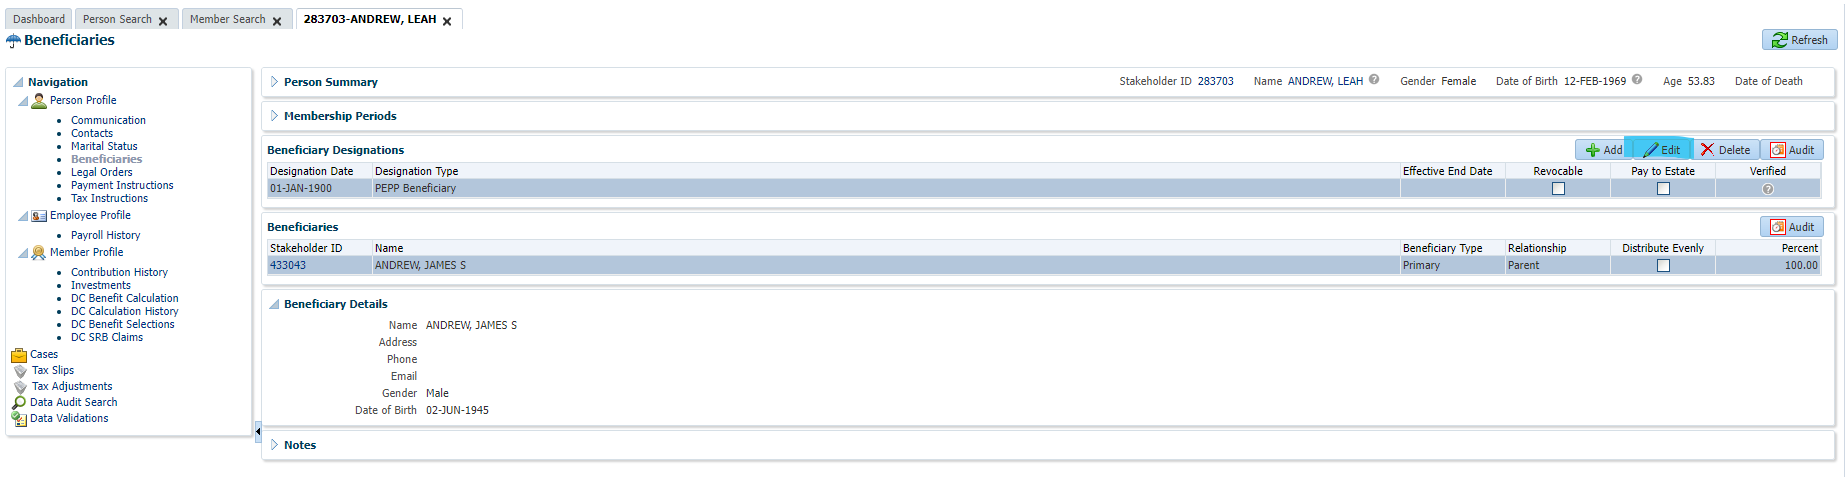 Dashboard Person Search Member Search 283703-ANDREW, LEAH
Beneficiaries
Refresh
Navigation
Person Profile
Communication
Contacts
Marital Status
Beneficiaries
Legal Orders
Payment Instructions
Tax Instructions
Employee Profile
Payroll History
Member Profile
Contribution History
Investments
DC Benefit Calculation
DC Calculation History
DC Benefit Selections
DC SRB Claims
Cases
Tax Slips
Tax Adjustments
Data Audit Search
Data Validations
Person Summary Stakeholder ID 283703 Name ANDREW, LEAH Gender Female Date of Birth 12-FEB-1969 Age 53.83 Date of Death
Membership Periods
Beneficiary Designations Add Edit Delete Audit
Designation Date Designation Type Effective End Date Revocable Pay to Estate Verified
01-JAN-1900 PEPP Beneficiary
Beneficiaries Audit
Stakeholder ID Name Beneficiary Type Relationship Distribute Evenly Percent
433043 ANDREW, JAMES S Primary Parent 100.00
Beneficiary Details
Name ANDREW, JAMES S
Address
Phone
Email
Gender Male
Date of Birth 02-JUN-1945
Notes